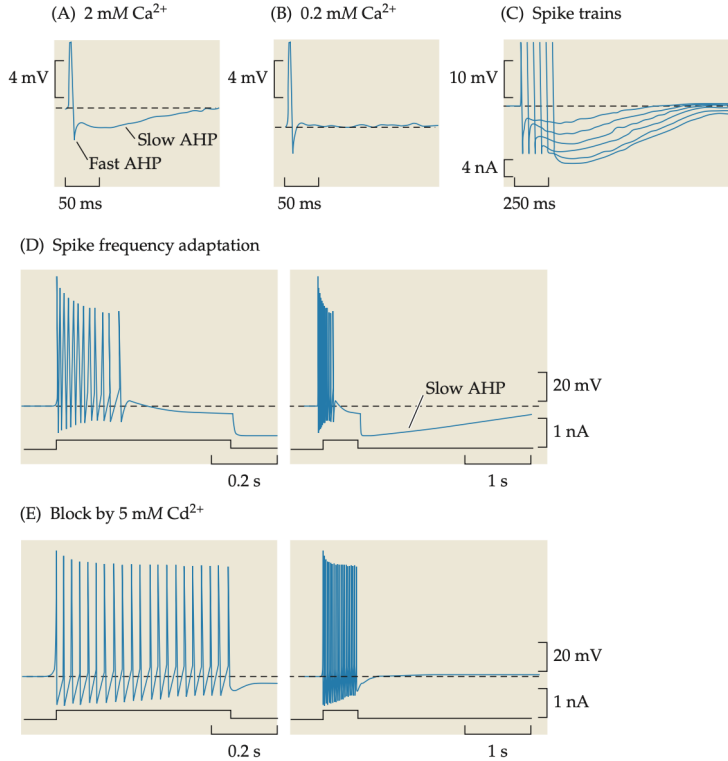 (A) 2 mM Ca²⁺
(B) 0.2 mM Ca²⁺
(C) Spike trains
4 mV
Slow AHP
Fast AHP
50 ms
4 mV
50 ms
10 mV
4 nA
250 ms
(D) Spike frequency adaptation
Slow AHP
20 mV
1 nA
0.2 s
1 s
(E) Block by 5 mM Cd²⁺
20 mV
1 nA
0.2 s
1 s